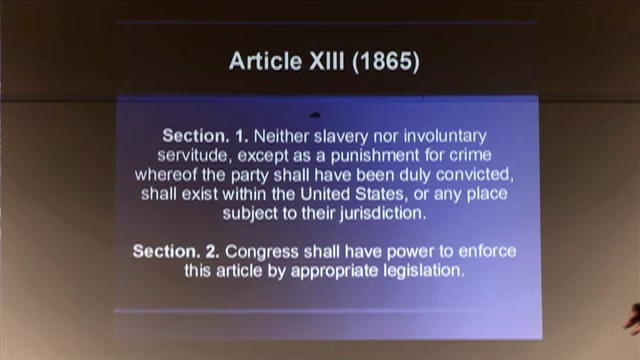 Article XIII (1865)
Section. 1. Neither slavery nor involuntary
servitude, except as a punishment for crime
whereof the party shall have been duly convicted,
shall exist within the United States, or any place
subject to their jurisdiction.
Section. 2. Congress shall have power to enforce
this article by appropriate legislation.